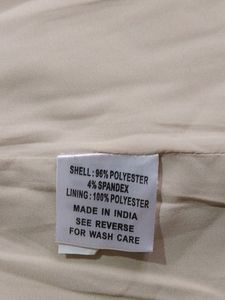 SHELL : 96% POLYESTER
4% SPANDEX
LINING : 100% POLYESTER
MADE IN INDIA
SEE REVERSE
FOR WASH CARE